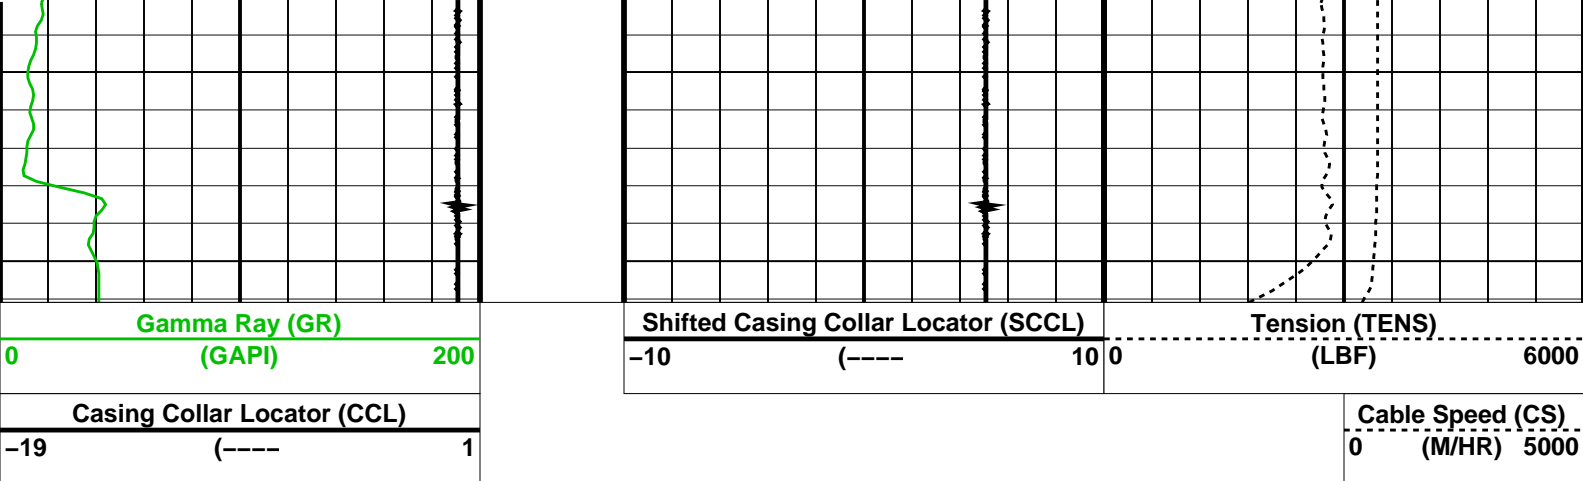 Gamma Ray (GR)
0 (GAPI) 200
Casing Collar Locator (CCL)
−19 (−−−− 1
Shifted Casing Collar Locator (SCCL)
−10 (−−−− 10
Tension (TENS)
0 (LBF) 6000
Cable Speed (CS)
0 (M/HR) 5000